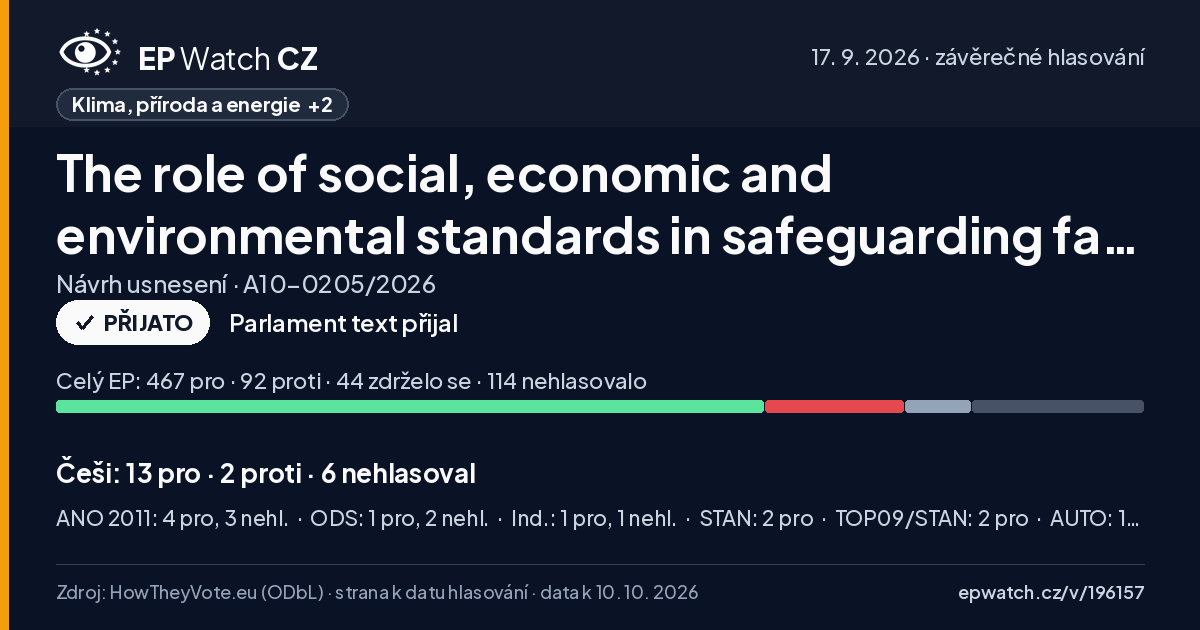 EP Watch CZ
17. 9. 2026 · závěrečné hlasování
Klima, příroda a energie +2
The role of social, economic and
environmental standards in safeguarding fa…
Návrh usnesení · A10–0205/2026
✓ PŘIJATO Parlament text přijal
Celý EP: 467 pro · 92 proti · 44 zdrželo se · 114 nehlasovalo
Češi: 13 pro · 2 proti · 6 nehlasoval
ANO 2011: 4 pro, 3 nehl. · ODS: 1 pro, 2 nehl. · Ind.: 1 pro, 1 nehl. · STAN: 2 pro · TOP09/STAN: 2 pro · AUTO: 1…
Zdroj: HowTheyVote.eu (ODbL) · strana k datu hlasování · data k 10. 10. 2026
epwatch.cz/v/196157